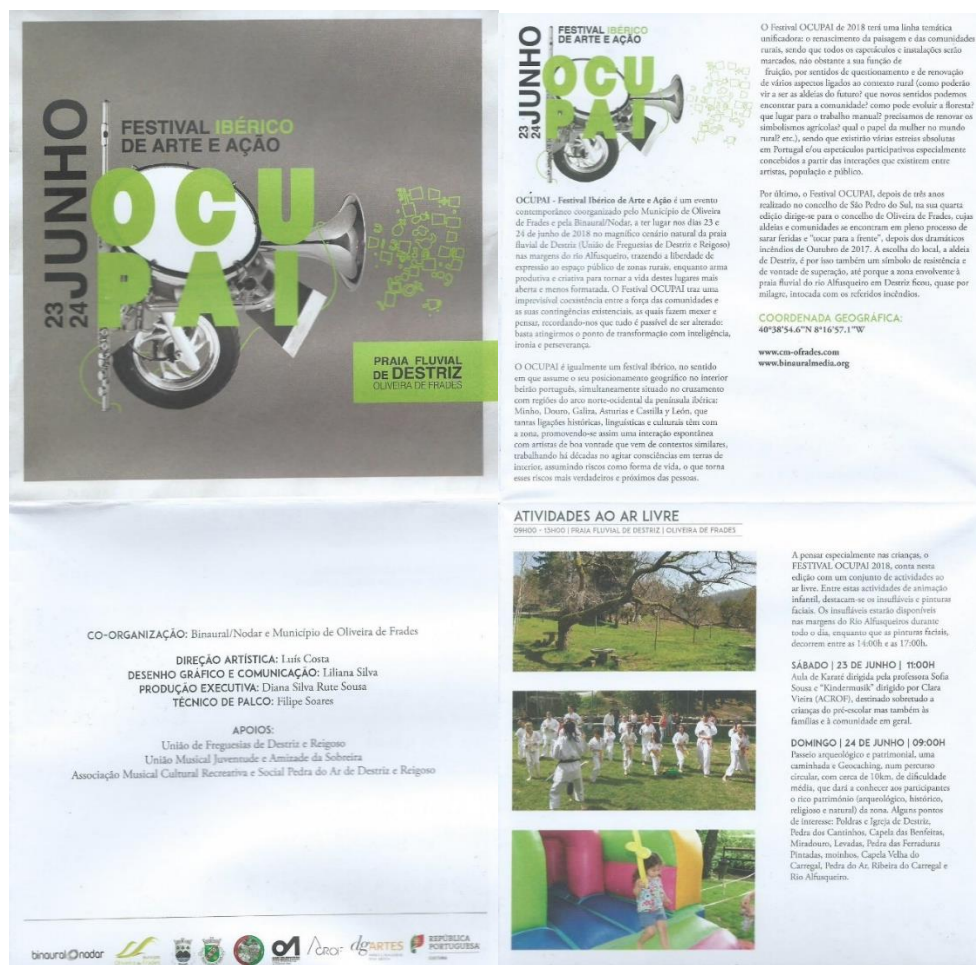 23
24 JUNHO
FESTIVAL IBÉRICO
DE ARTE E AÇÃO
OCU
PAI
PRAIA FLUVIAL
DE DESTRIZ
OLIVEIRA DE FRADES
23
24 JUNHO
FESTIVAL IBÉRICO
DE ARTE E AÇÃO
OCU
PAI
OCUPAI - Festival Ibérico de Arte e Ação é um evento
contemporâneo coorganizado pelo Município de Oliveira
de Frades e pela Binaural/Nodar, a ter lugar nos dias 23 e
24 de junho de 2018 no magnífico cenário natural da praia
fluvial de Destriz (União de Freguesias de Destriz e Reigoso)
nas margens do rio Alfusqueiro, trazendo a liberdade de
expressão ao espaço público de zonas rurais, enquanto arma
produtiva e criativa para tornar a vida destes lugares mais
aberta e menos formatada. O Festival OCUPAI traz uma
imprevisível coexistência entre a força das comunidades e
as suas contingências existenciais, as quais fazem mexer e
pensar, recordando-nos que tudo é passível de ser alterado:
basta atingirmos o ponto de transformação com inteligência,
ironia e perseverança.
O OCUPAI é igualmente um festival ibérico, no sentido
em que assume o seu posicionamento geográfico no interior
beirão português, simultaneamente situado no cruzamento
com regiões do arco norte-ocidental da península ibérica:
Minho, Douro, Galiza, Asturias e Castilla y León, que
tantas ligações históricas, linguísticas e culturais têm com
a zona, promovendo-se assim uma interação espontânea
com artistas de boa vontade que vem de contextos similares,
trabalhando há décadas no agitar consciências em terras de
interior, assumindo riscos como forma de vida, o que torna
esses riscos mais verdadeiros e próximos das pessoas.
O Festival OCUPAI de 2018 terá uma linha temática
unificadora: o renascimento da paisagem e das comunidades
rurais, sendo que todos os espetáculos e instalações serão
marcados, não obstante a sua função de
fruição, por sentidos de questionamento e de renovação
de vários aspectos ligados ao contexto rural (como poderão
vir a ser as aldeias do futuro? que novos sentidos podemos
encontrar para a comunidade? como pode evoluir a floresta?
que lugar para o trabalho manual? precisamos de renovar os
simbolismos agrícolas? qual o papel da mulher no mundo
rural? etc.), sendo que existirão várias estreias absolutas
em Portugal e/ou espetáculos participativos especialmente
concebidos a partir das interações que existirem entre
artistas, população e público.
Por último, o Festival OCUPAI, depois de três anos
realizado no concelho de São Pedro do Sul, na sua quarta
edição dirige-se para o concelho de Oliveira de Frades, cujas
aldeias e comunidades se encontram em pleno processo de
sarar feridas e "tocar para a frente", depois dos dramáticos
incêndios de Outubro de 2017. A escolha do local, a aldeia
de Destriz, é por isso também um símbolo de resistência e
de vontade de superação, até porque a zona envolvente à
praia fluvial do rio Alfusqueiro em Destriz ficou, quase por
milagre, intocada com os referidos incêndios.
COORDENADA GEOGRÁFICA:
40°38'54.6"N 8°16'57.1"W
www.cm-ofrades.com
www.binauralmedia.org
CO-ORGANIZAÇÃO: Binaural/Nodar e Município de Oliveira de Frades
DIREÇÃO ARTÍSTICA: Luís Costa
DESENHO GRÁFICO E COMUNICAÇÃO: Liliana Silva
PRODUÇÃO EXECUTIVA: Diana Silva Rute Sousa
TÉCNICO DE PALCO: Filipe Soares
APOIOS:
União de Freguesias de Destriz e Reigoso
União Musical Juventude e Amizade da Sobreira
Associação Musical Cultural Recreativa e Social Pedra do Ar de Destriz e Reigoso
binaural nodar
ACROF
dgARTES
REPÚBLICA
PORTUGUESA
CULTURA
ATIVIDADES AO AR LIVRE
09H00 - 13H00 | PRAIA FLUVIAL DE DESTRIZ | OLIVEIRA DE FRADES
A pensar especialmente nas crianças, o
FESTIVAL OCUPAI 2018, conta nesta
edição com um conjunto de actividades ao
ar livre. Entre estas actividades de animação
infantil, destacam-se os insufláveis e pinturas
faciais. Os insufláveis estarão disponíveis
nas margens do Rio Alfusqueiros durante
todo o dia, enquanto que as pinturas faciais,
decorrem entre as 14:00h e as 17:00h.
SÁBADO | 23 DE JUNHO | 11:00H
Aula de Karaté dirigida pela professora Sofia
Sousa e "Kindermusik" dirigido por Clara
Vieira (ACROF), destinado sobretudo a
crianças do pré-escolar mas também às
famílias e à comunidade em geral.
DOMINGO | 24 DE JUNHO | 09:00H
Passeio arqueológico e patrimonial, uma
caminhada e Geocaching, num percurso
circular, com cerca de 10km, de dificuldade
média, que dará a conhecer aos participantes
o rico património (arqueológico, histórico,
religioso e natural) da zona. Alguns pontos
de interesse: Poldras e Igreja de Destriz,
Pedra dos Cantinhos, Capela das Benfeitas,
Miradouro, Levadas, Pedra das Ferraduras
Pintadas, moinhos, Capela Velha do
Carregal, Pedra do Ar, Ribeira do Carregal e
Rio Alfusqueiro.